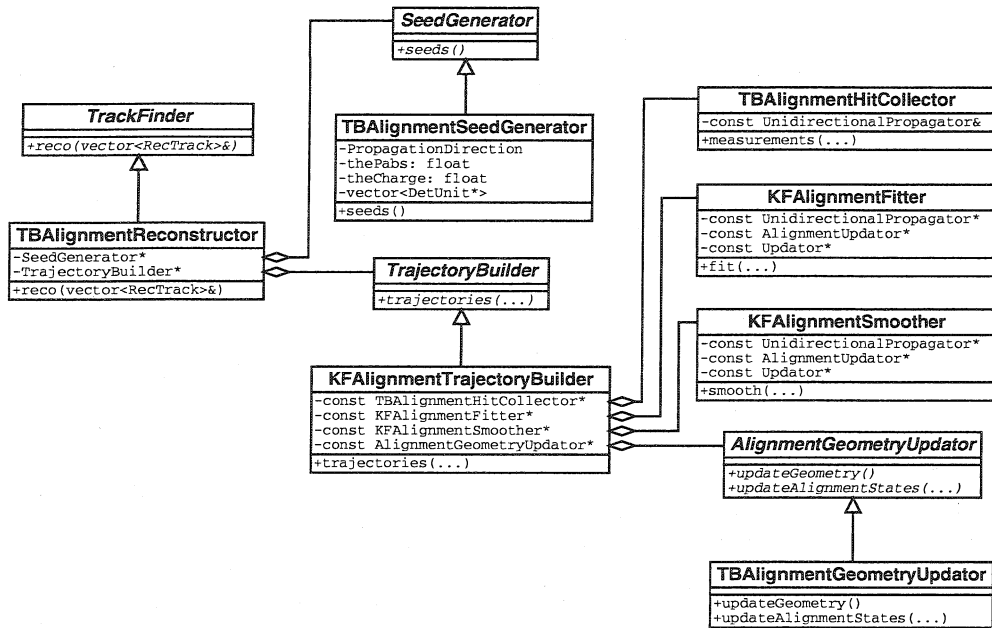 SeedGenerator
+seeds()
TrackFinder
+reco(vector<RecTrack>&)
TBAlignmentSeedGenerator
-PropagationDirection
-thePabs: float
-theCharge: float
-vector<DetUnit*>
+seeds()
TBAlignmentHitCollector
-const UnidirectionalPropagator&
+measurements(...)
KFAlignmentFitter
-const UnidirectionalPropagator*
-const AlignmentUpdator*
-const Updator*
+fit(...)
TBAlignmentReconstructor
-SeedGenerator*
-TrajectoryBuilder*
+reco(vector<RecTrack>&)
TrajectoryBuilder
+trajectories(...)
KFAlignmentSmoother
-const UnidirectionalPropagator*
-const AlignmentUpdator*
-const Updator*
+smooth(...)
KFAlignmentTrajectoryBuilder
-const TBAlignmentHitCollector*
-const KFAlignmentFitter*
-const KFAlignmentSmoother*
-const AlignmentGeometryUpdator*
+trajectories(...)
AlignmentGeometryUpdator
+updateGeometry()
+updateAlignmentStates(...)
TBAlignmentGeometryUpdator
+updateGeometry()
+updateAlignmentStates(...)